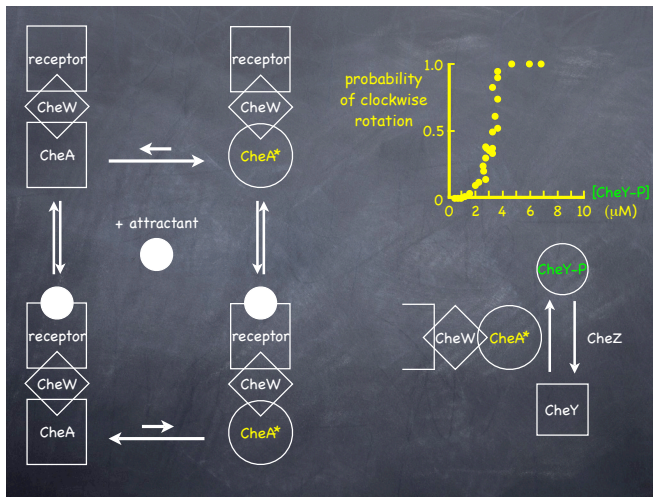 receptor
CheW
CheA
receptor
CheW
CheA*
+ attractant
receptor
CheW
CheA
receptor
CheW
CheA*
probability
of clockwise
rotation
1.0
0.5
0
0 2 4 6 8 10
[CheY-P]
(μM)
CheY-P
CheW
CheA*
CheZ
CheY